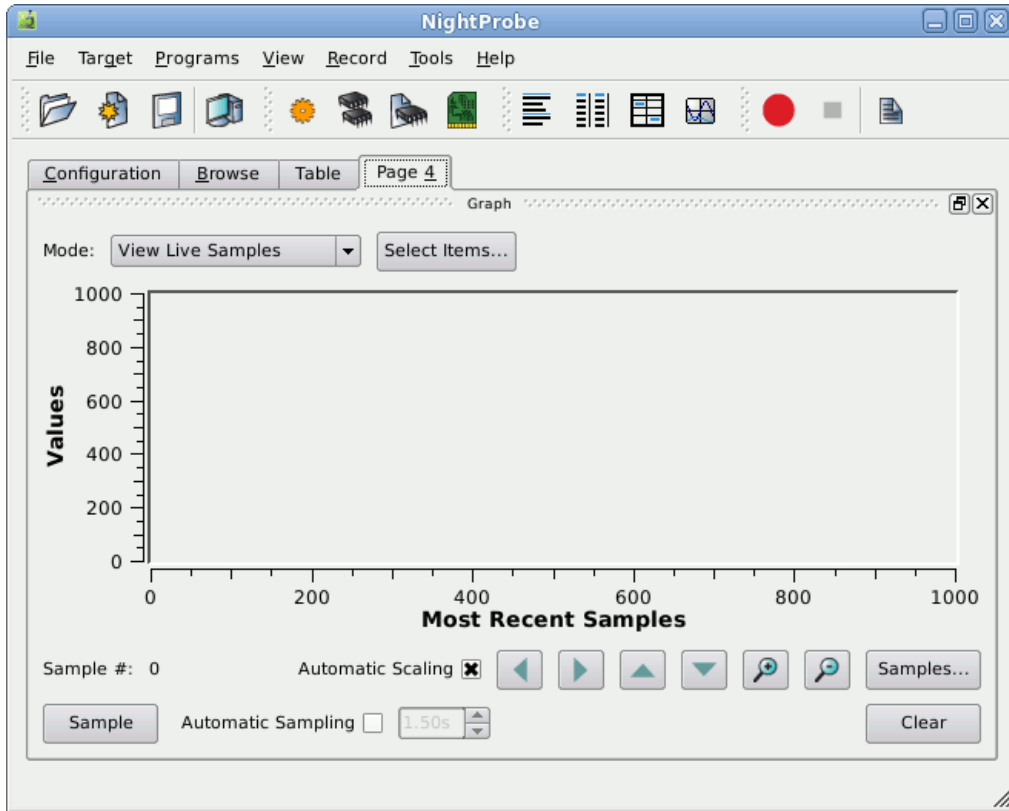 NightProbe
File Target Programs View Record Tools Help
Configuration Browse Table Page 4
Graph
Mode: View Live Samples Select Items...
1000
800
600
400
200
0
Values
0 200 400 600 800 1000
Most Recent Samples
Sample #: 0 Automatic Scaling Samples...
Sample Automatic Sampling 1.50s Clear